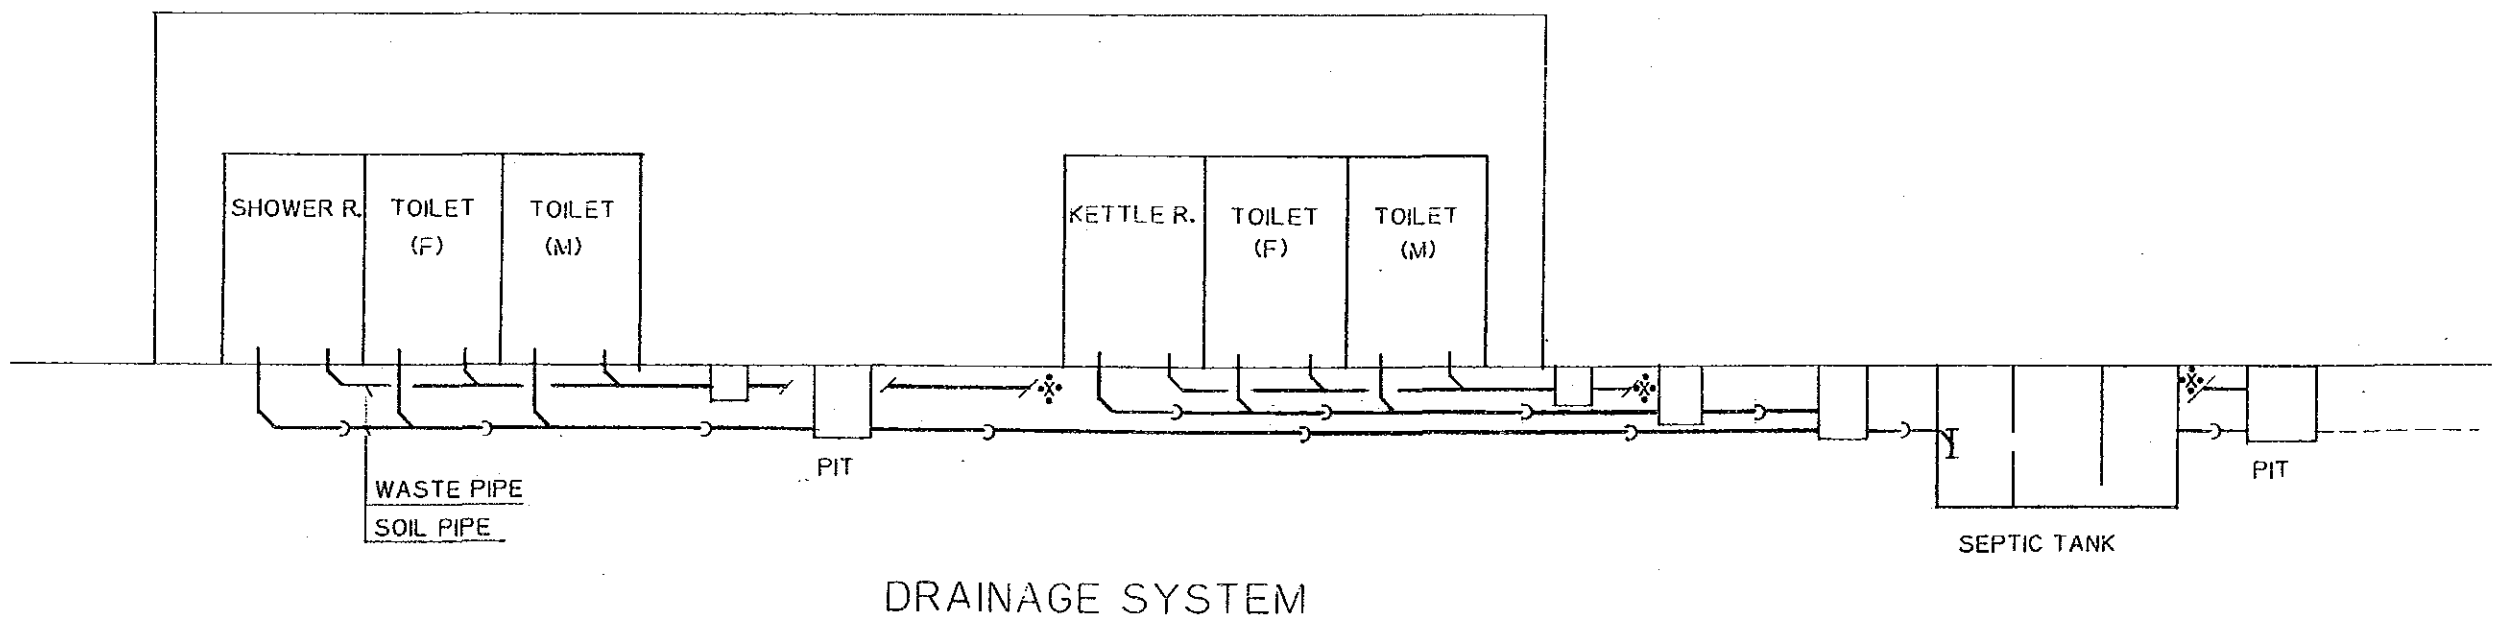 SHOWER R.
TOILET
(F)
TOILET
(M)
KETTLE R.
TOILET
(F)
TOILET
(M)
PIT
WASTE PIPE
SOIL PIPE
PIT
SEPTIC TANK
DRAINAGE SYSTEM